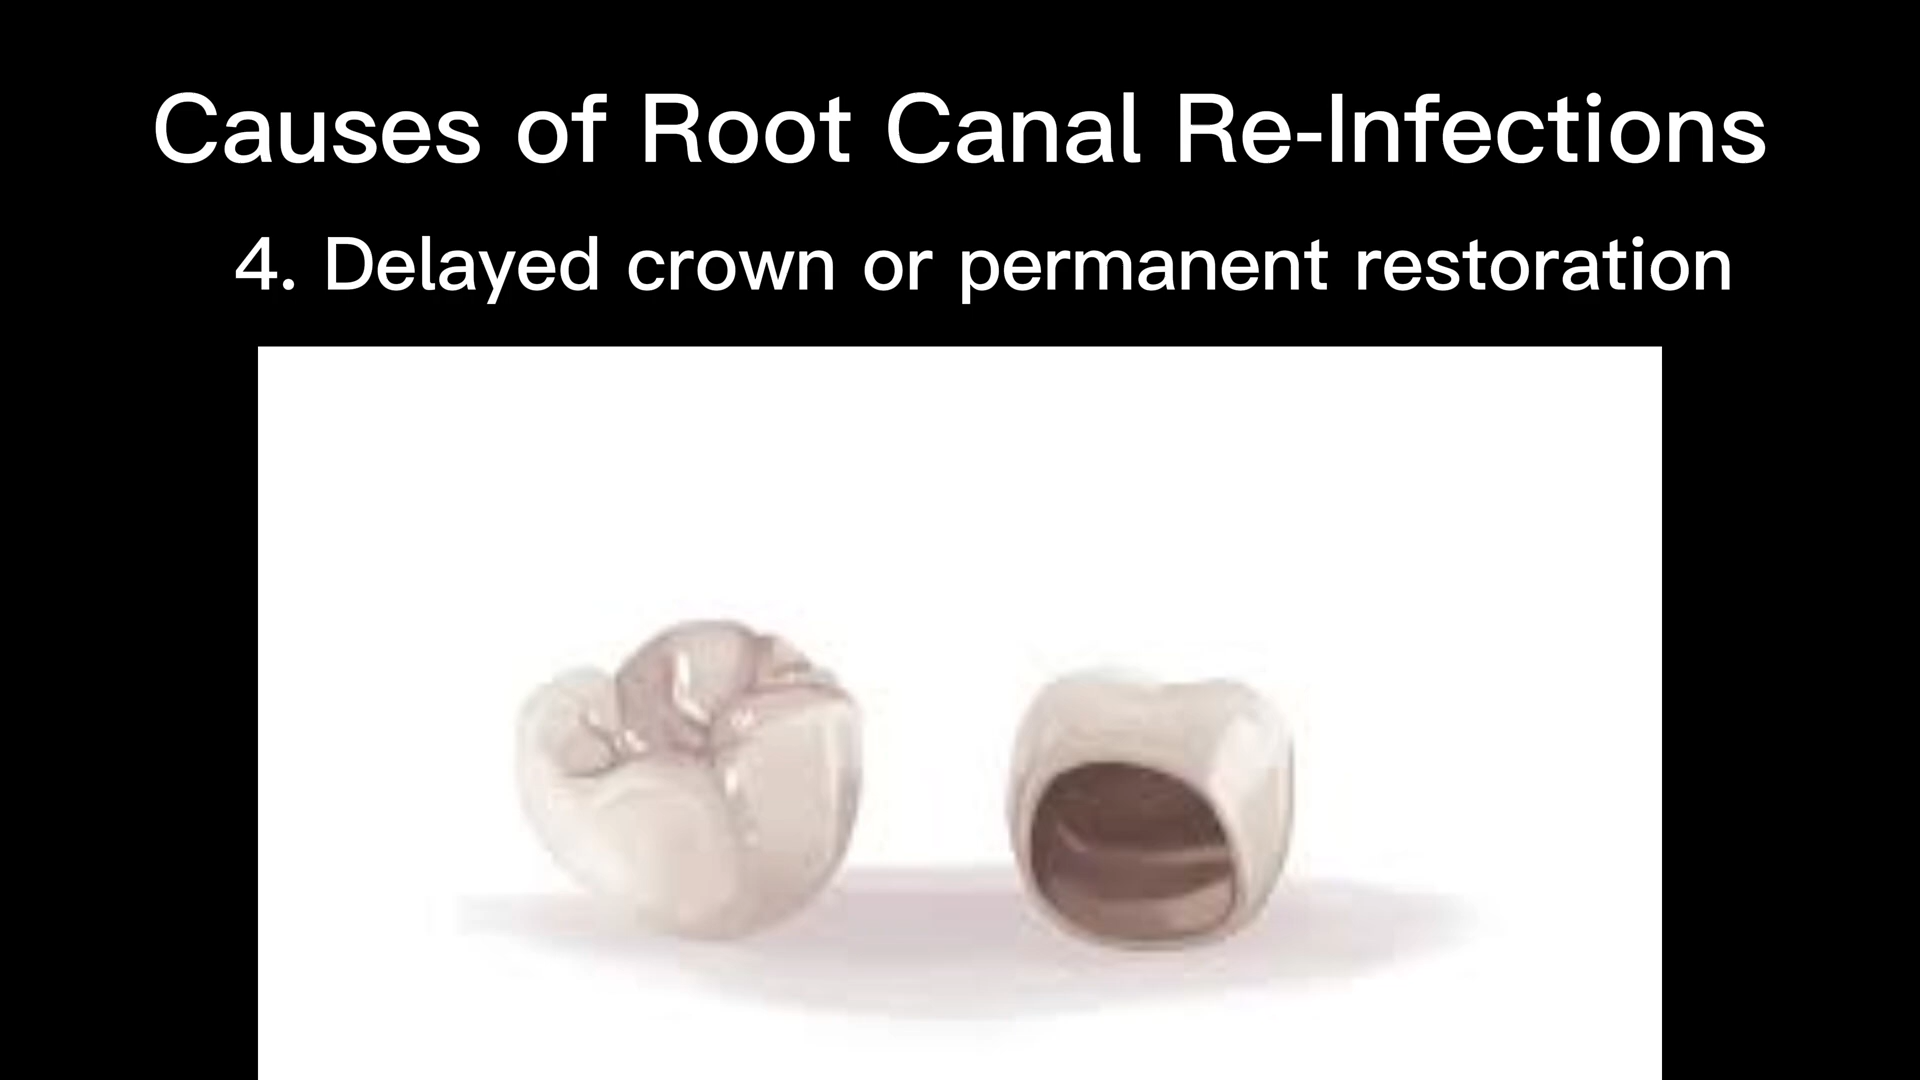 Causes of Root Canal Re-Infections
4. Delayed crown or permanent restoration